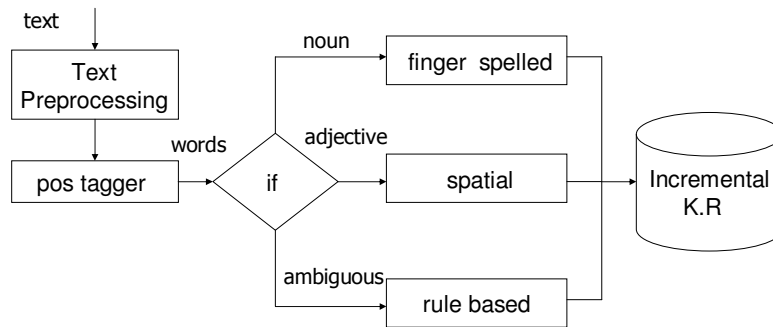 text
Text
Preprocessing
pos tagger
words
if
noun
adjective
ambiguous
finger spelled
spatial
rule based
Incremental
K.R